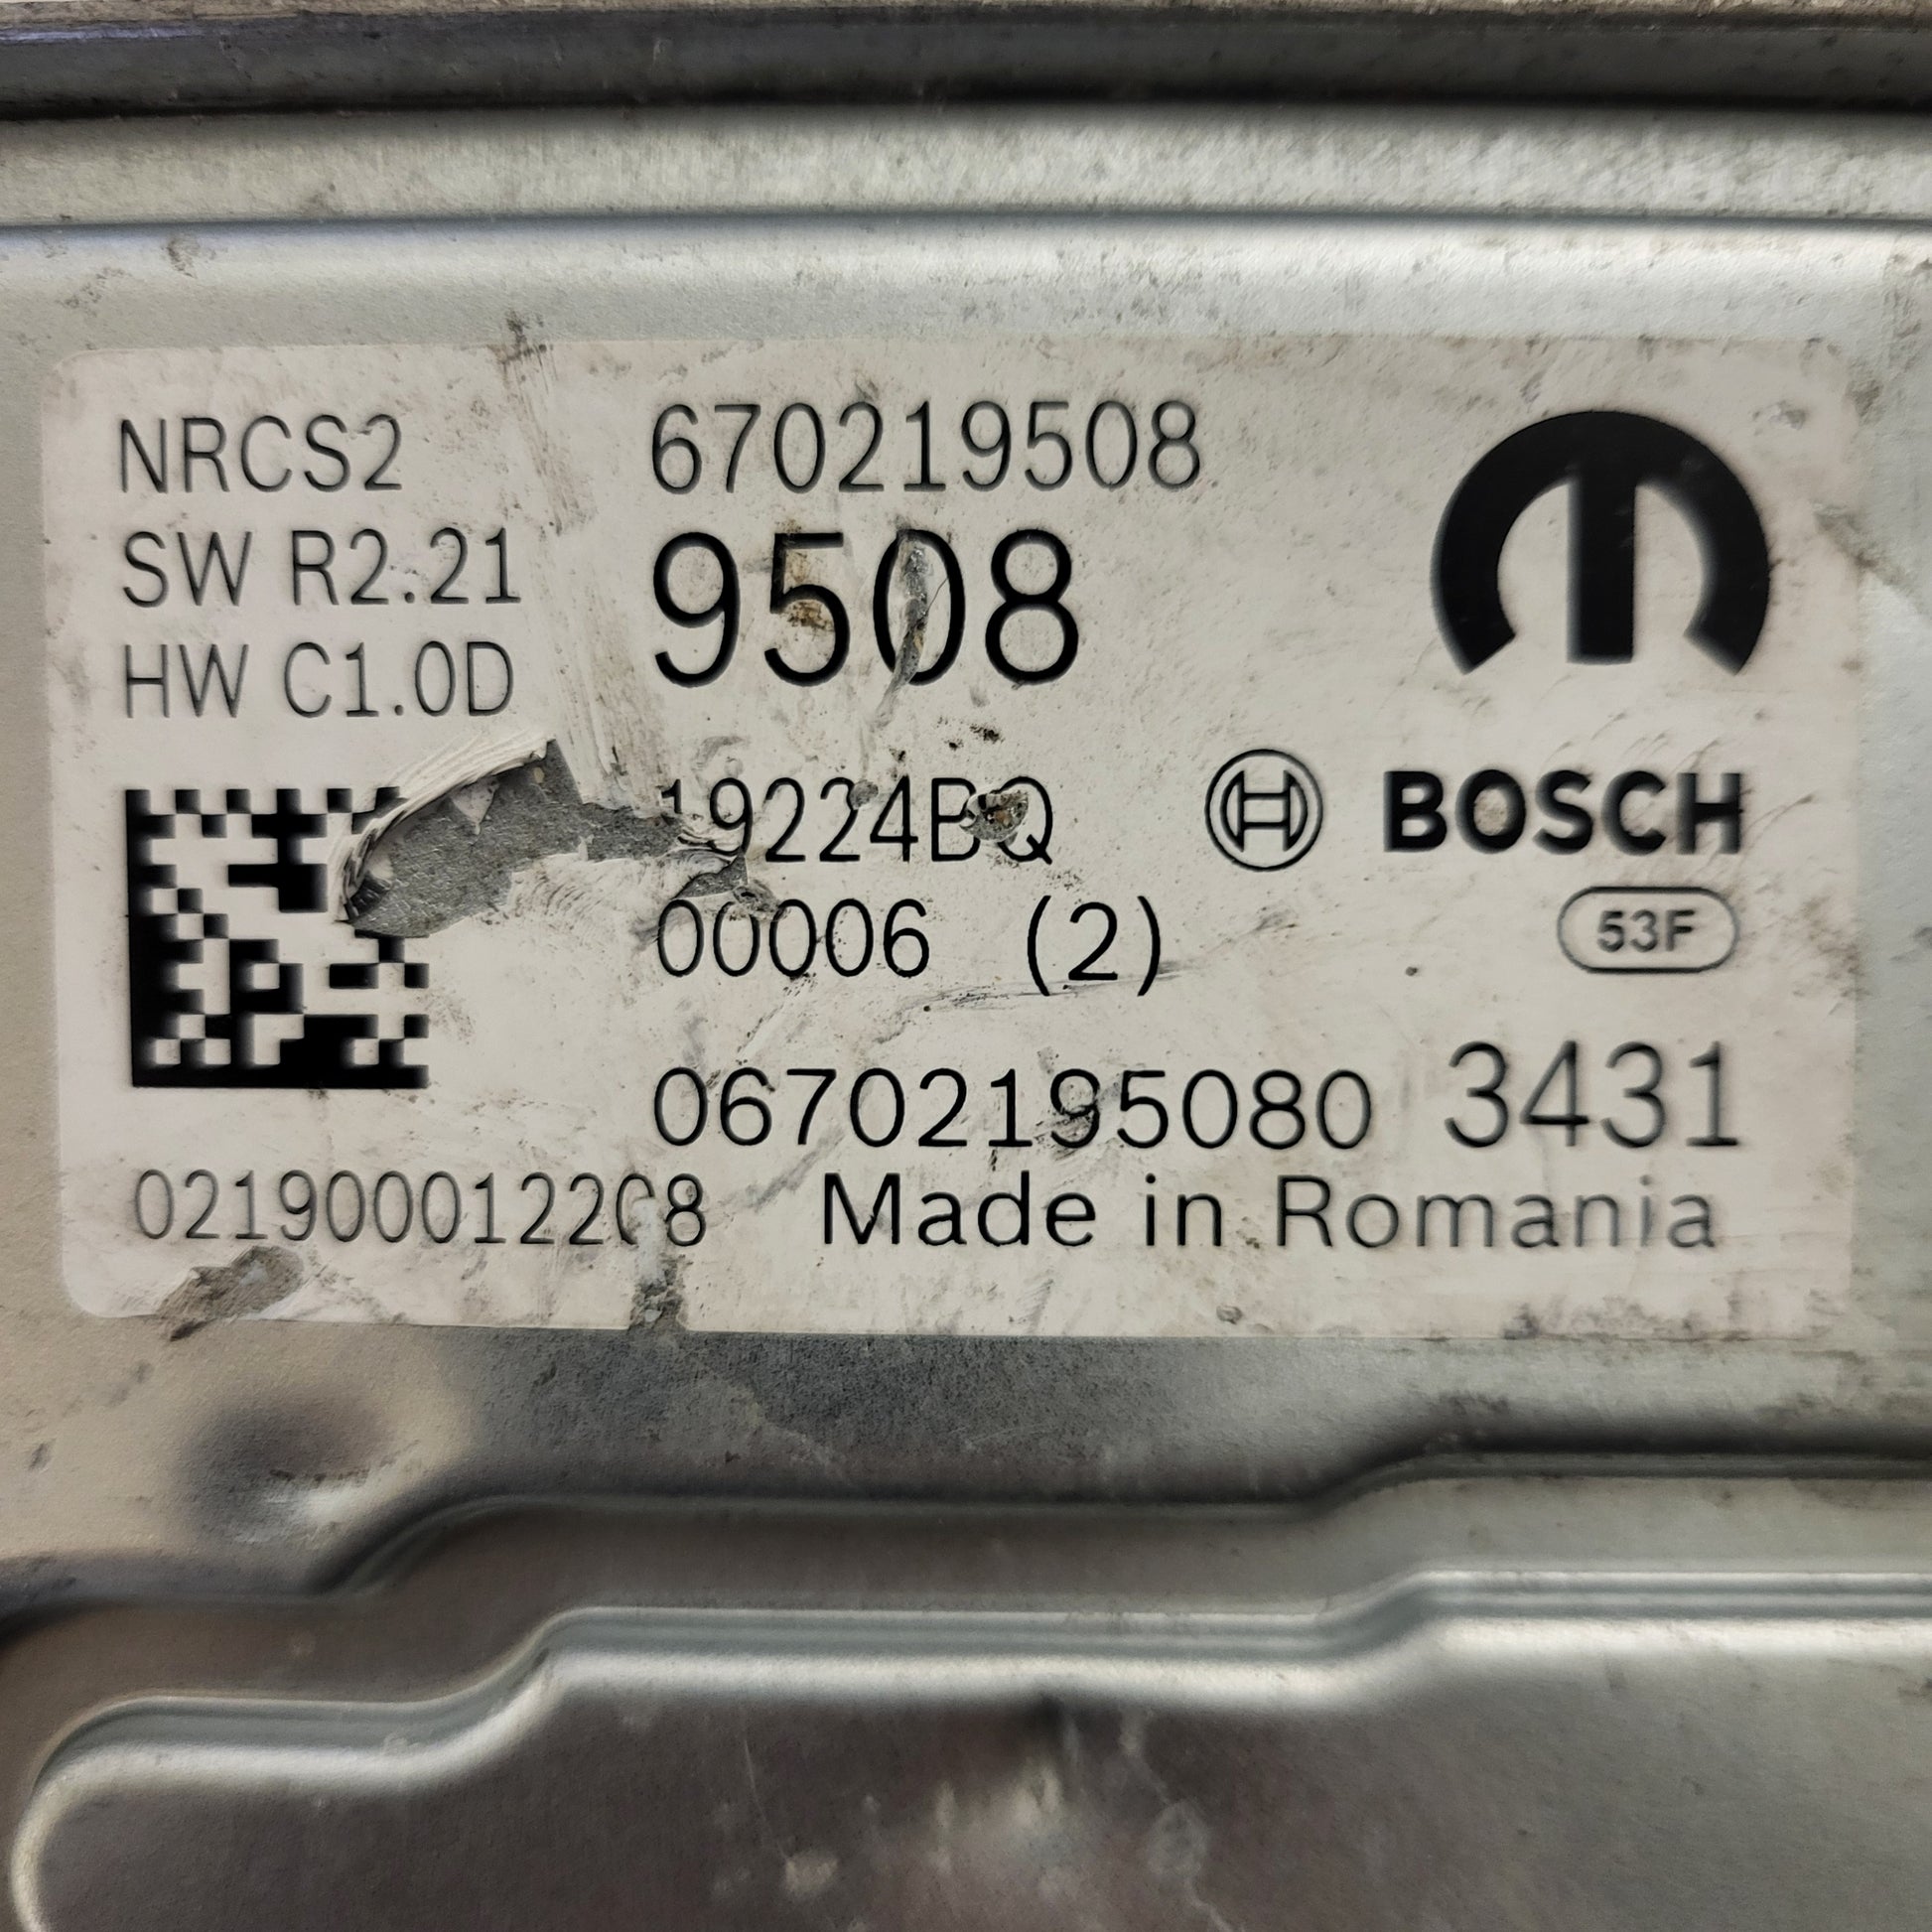 NRCS2
SW R2.21
HW C1.0D
670219508
9508
19224BQ
00006 (2)
BOSCH
53F
06702195080 3431
Made in Romania